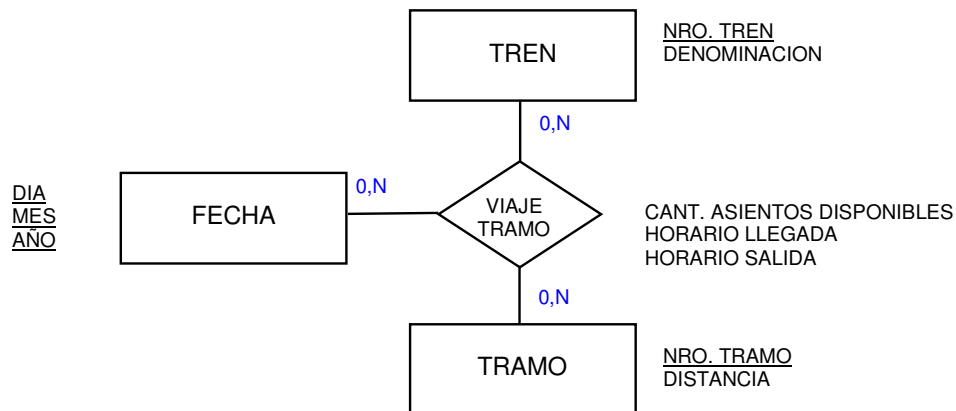 TREN
NRO. TREN
DENOMINACION
0,N
DIA
MES
AÑO
FECHA
0,N
VIAJE
TRAMO
CANT. ASIENTOS DISPONIBLES
HORARIO LLEGADA
HORARIO SALIDA
0,N
TRAMO
NRO. TRAMO
DISTANCIA